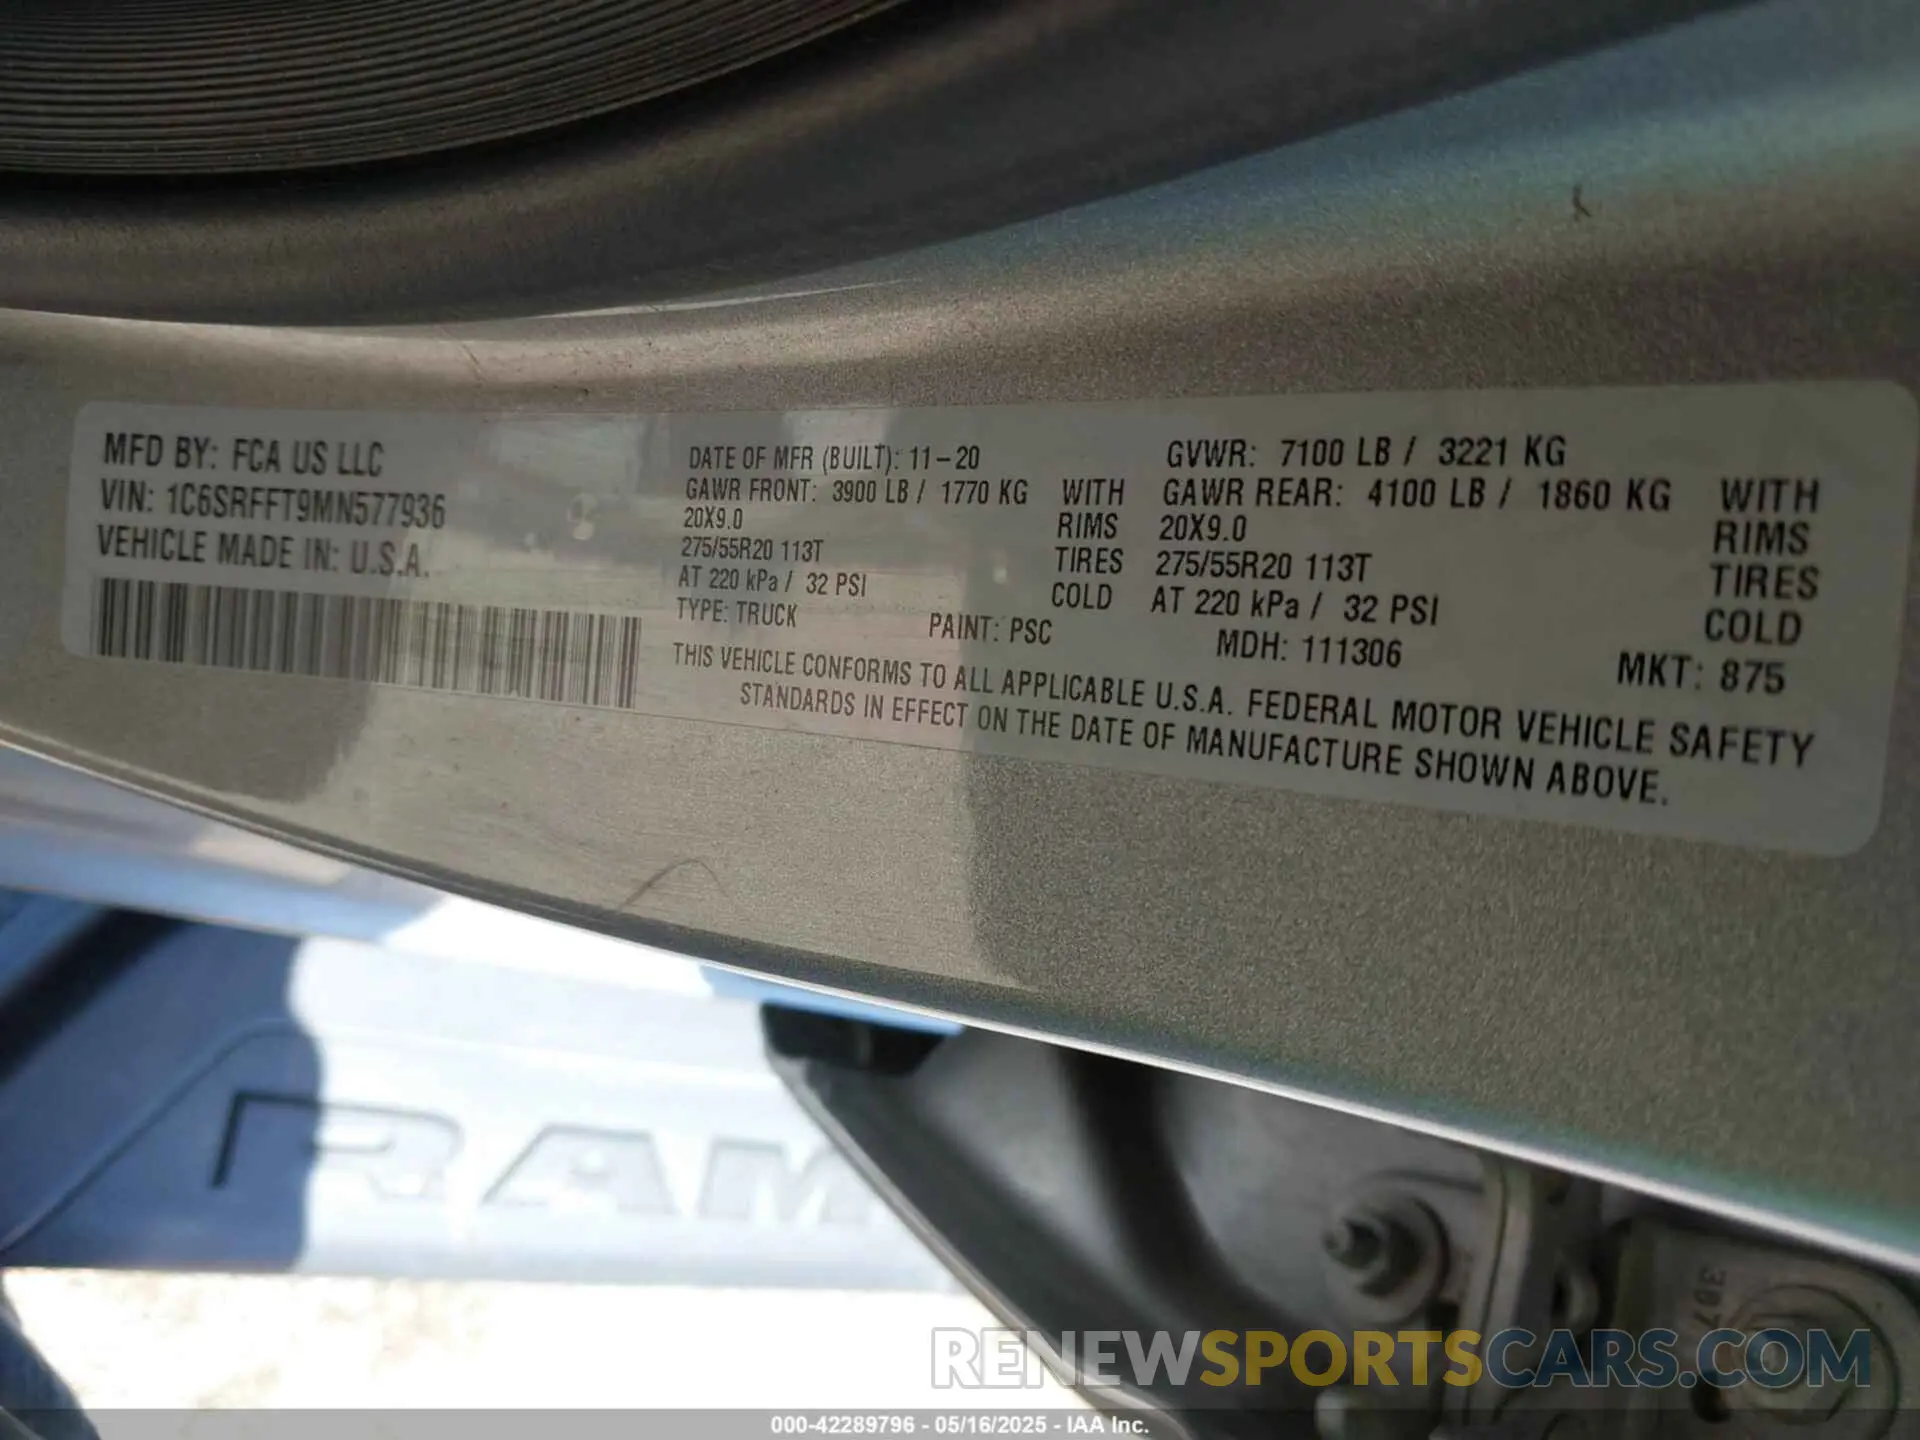 MFD BY: FCA US LLC
VIN: 1C6SRFFT9MN577936
VEHICLE MADE IN: U.S.A.
DATE OF MFR (BUILT): 11-20
GVWR: 7100 LB / 3221 KG
GAWR FRONT: 3900 LB / 1770 KG WITH
20X9.0 RIMS
275/55R20 113T TIRES
AT 220 kPa / 32 PSI COLD
GAWR REAR: 4100 LB / 1860 KG WITH
20X9.0 RIMS
275/55R20 113T TIRES
AT 220 kPa / 32 PSI COLD
TYPE: TRUCK PAINT: PSC MDH: 111306 MKT: 875
THIS VEHICLE CONFORMS TO ALL APPLICABLE U.S.A. FEDERAL MOTOR VEHICLE SAFETY
STANDARDS IN EFFECT ON THE DATE OF MANUFACTURE SHOWN ABOVE.
RAM
367
RENEWSPORTSCARS.COM
000-42289796 - 05/16/2025 - IAA Inc.